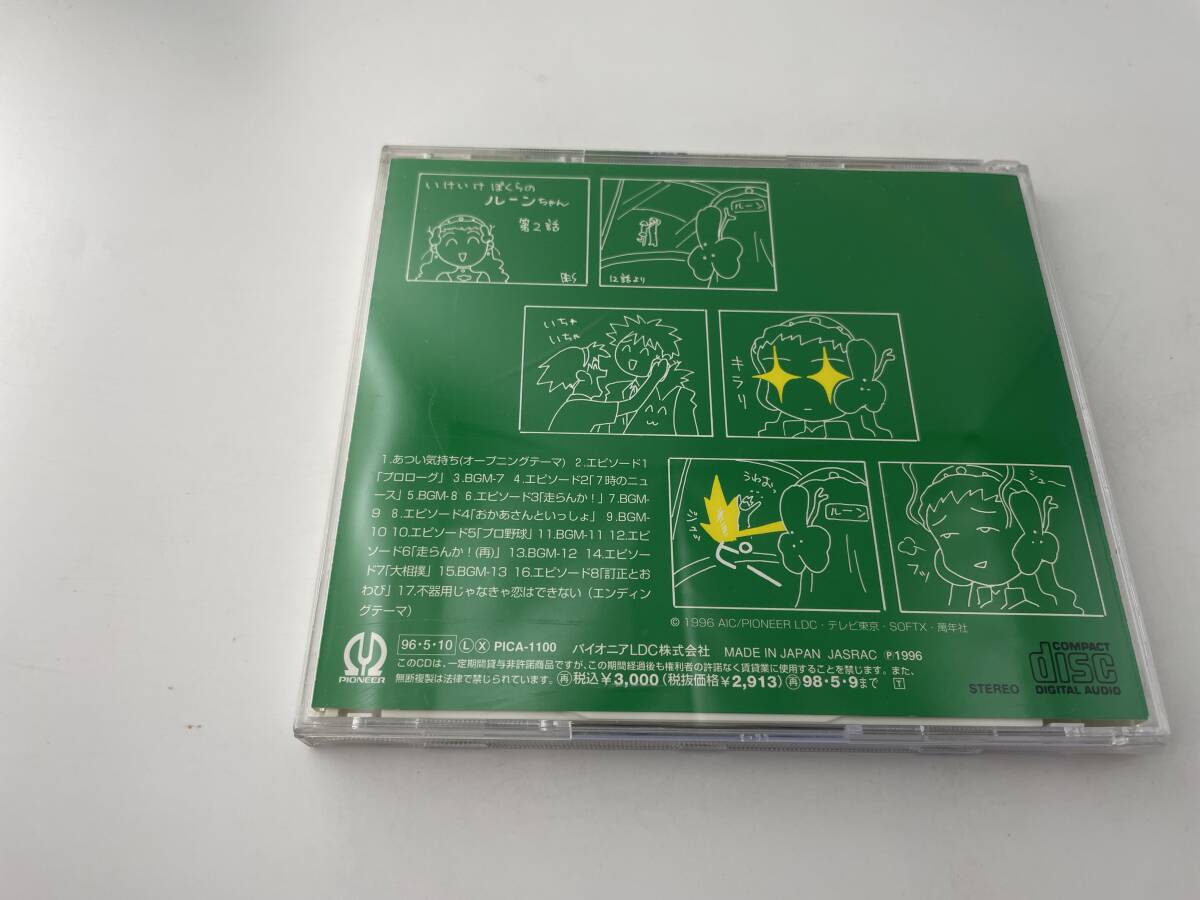 いけいけ ぼくらの
ルーンちゃん
第2話
ルーン
12話より
いちゃ
いちゃ
キラリ
1.あつい気持ち(オープニングテーマ) 2.エピソード1
「プロローグ」 3.BGM-7 4.エピソード2「7時のニュ
ース」5.BGM-8 6.エピソード3「走らんか!」7.BGM-
9 8.エピソード4「おかあさんといっしょ」 9.BGM-
10 10.エピソード5「プロ野球」11.BGM-11 12.エピ
ソード6「走らんか!(再)」13.BGM-12 14.エピソー
ド7「大相撲」 15.BGM-13 16.エピソード8「訂正とお
わび」17.不器用じゃなきゃ恋はできない (エンディン
グテーマ)
うわぁっ
ルーン
シュ〜
フッ
© 1996 AIC/PIONEER LDC・テレビ東京・SOFTX・萬年社
PIONEER
96・5・10 Ⓛ Ⓧ PICA-1100 パイオニアLDC株式会社 MADE IN JAPAN JASRAC Ⓟ1996
このCDは、一定期間貸与非許諾商品ですが、この期間経過後も権利者の許諾なく賃貸業に使用することを禁じます。また、
無断複製は法律で禁じられています。 ㊢税込¥3,000 (税抜価格¥2,913) ㊢98・5・9まで T
STEREO
COMPACT
disc
DIGITAL AUDIO